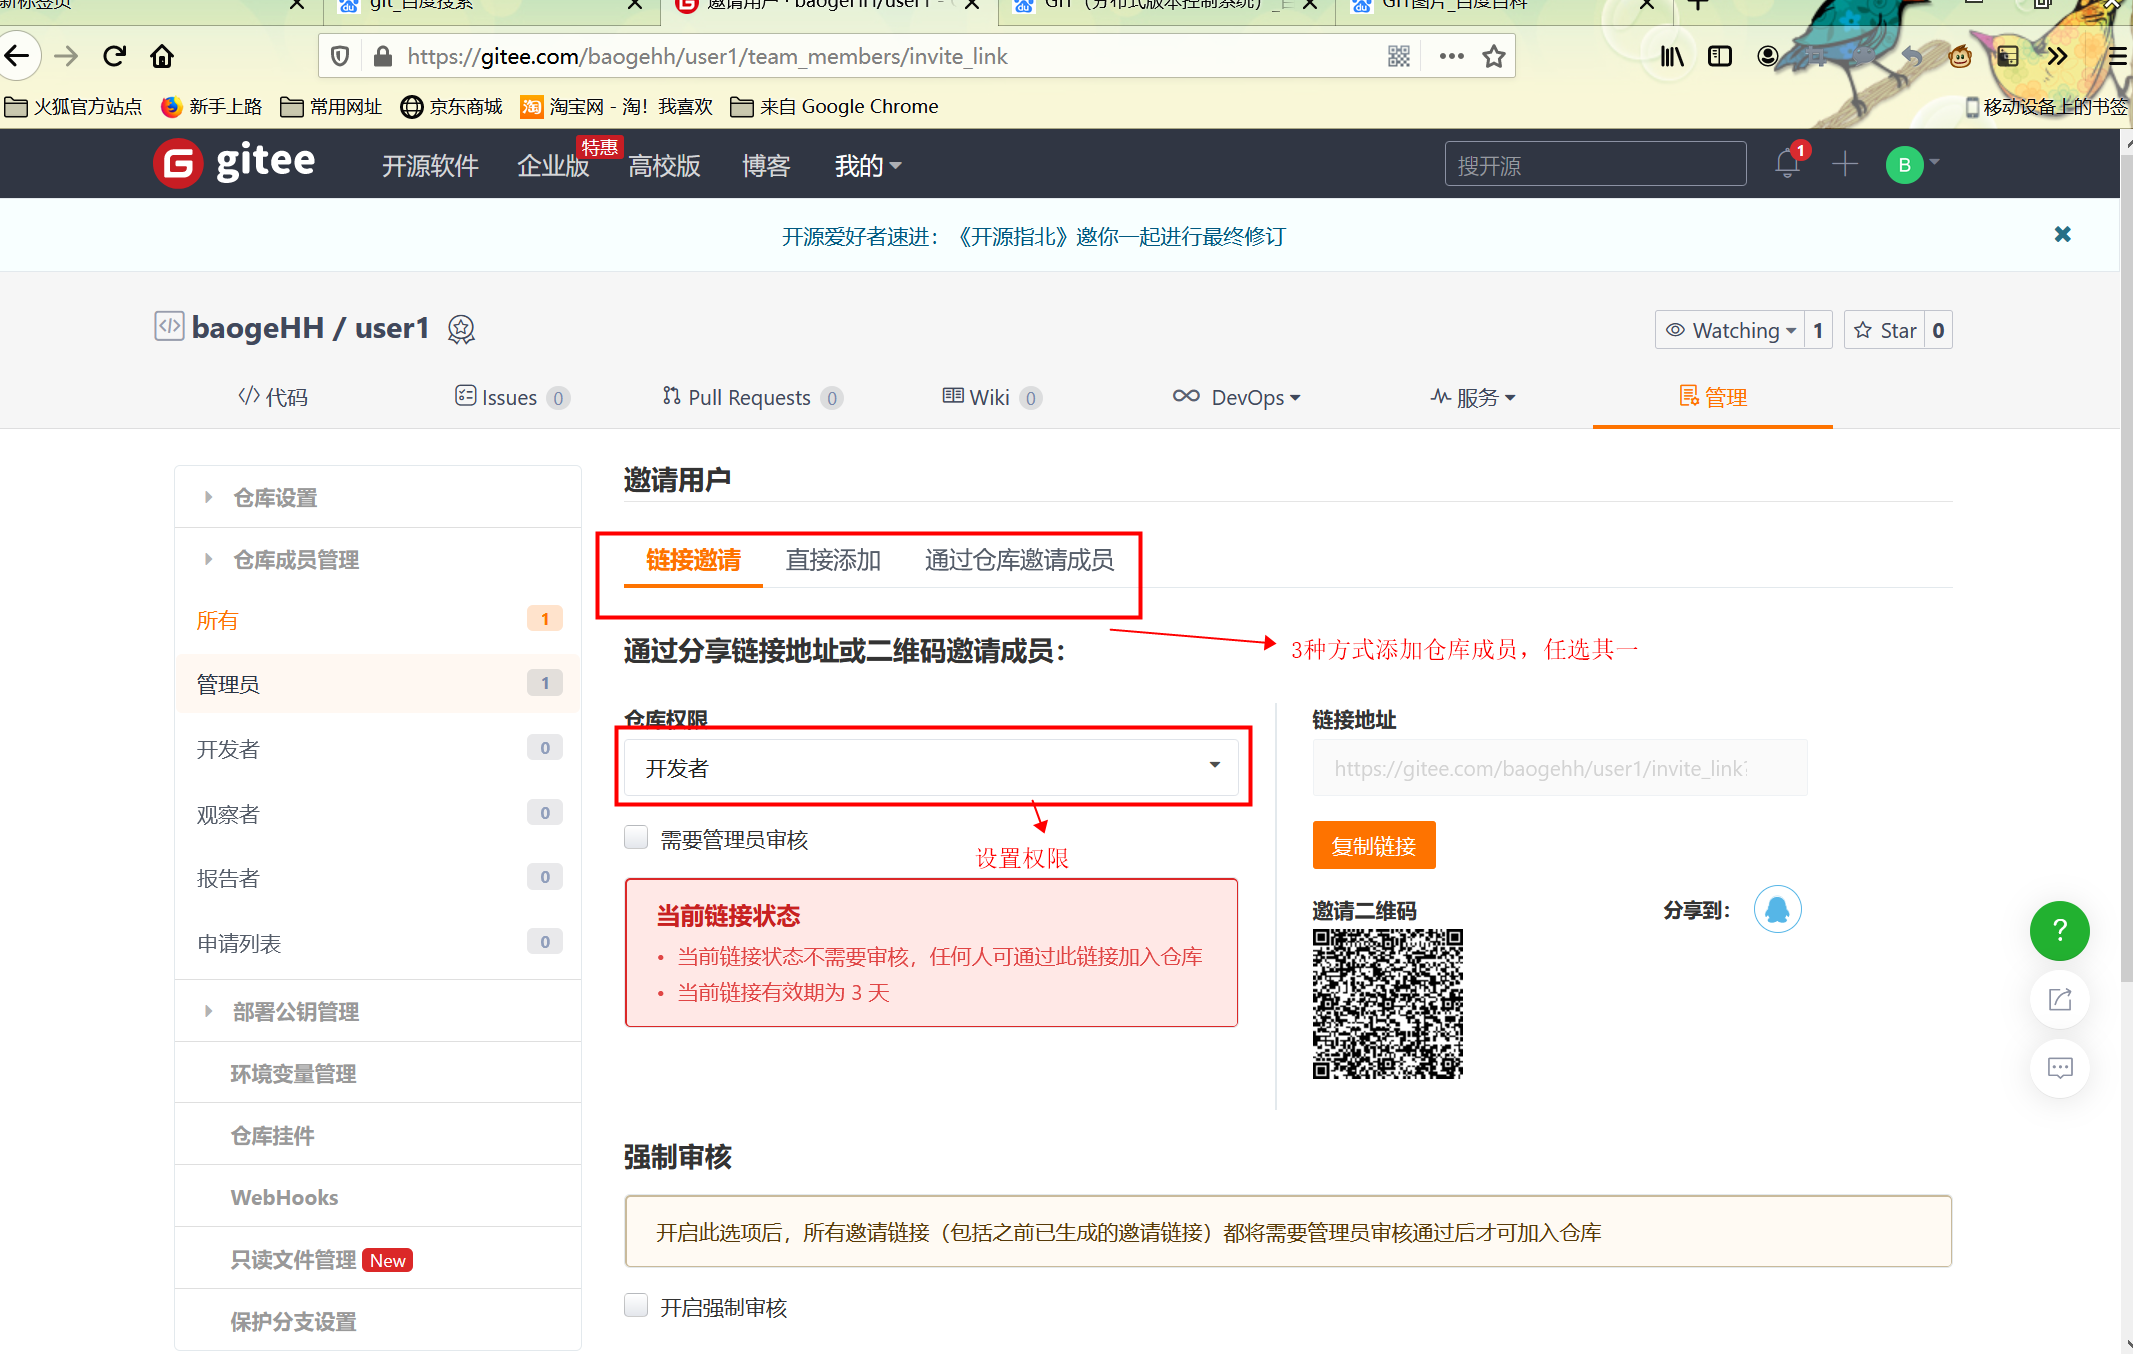 新标签页
git_百度搜索
邀请用户 · baogeHH/user1 -
GIT（分布式版本控制系统）_百
GIT图片_百度百科
https://gitee.com/baogehh/user1/team_members/invite_link
火狐官方站点 新手上路 常用网址 京东商城 淘宝网 - 淘！我喜欢 来自 Google Chrome 移动设备上的书签
gitee 开源软件 企业版 特惠 高校版 博客 我的 搜开源 1 B
开源爱好者速进：《开源指北》邀你一起进行最终修订
baogeHH / user1 Watching 1 Star 0
代码 Issues 0 Pull Requests 0 Wiki 0 DevOps 服务 管理
仓库设置
仓库成员管理
所有 1
管理员 1
开发者 0
观察者 0
报告者 0
申请列表 0
部署公钥管理
环境变量管理
仓库挂件
WebHooks
只读文件管理 New
保护分支设置
邀请用户
链接邀请 直接添加 通过仓库邀请成员
3种方式添加仓库成员，任选其一
通过分享链接地址或二维码邀请成员：
仓库权限
开发者
需要管理员审核
设置权限
当前链接状态
• 当前链接状态不需要审核，任何人可通过此链接加入仓库
• 当前链接有效期为 3 天
链接地址
https://gitee.com/baogehh/user1/invite_link?
复制链接
邀请二维码 分享到：
?
强制审核
开启此选项后，所有邀请链接（包括之前已生成的邀请链接）都将需要管理员审核通过后才可加入仓库
开启强制审核